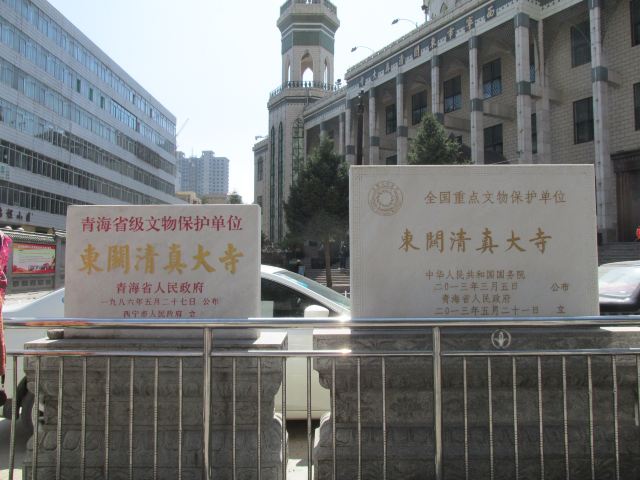 青海省级文物保护单位
東關清真大寺
青海省人民政府
一九八六年五月二十七日 公布
西宁市人民政府 立
全国重点文物保护单位
東關清真大寺
中华人民共和国国务院
二〇一三年三月五日 公布
青海省人民政府
二〇一三年五月二十一日 立